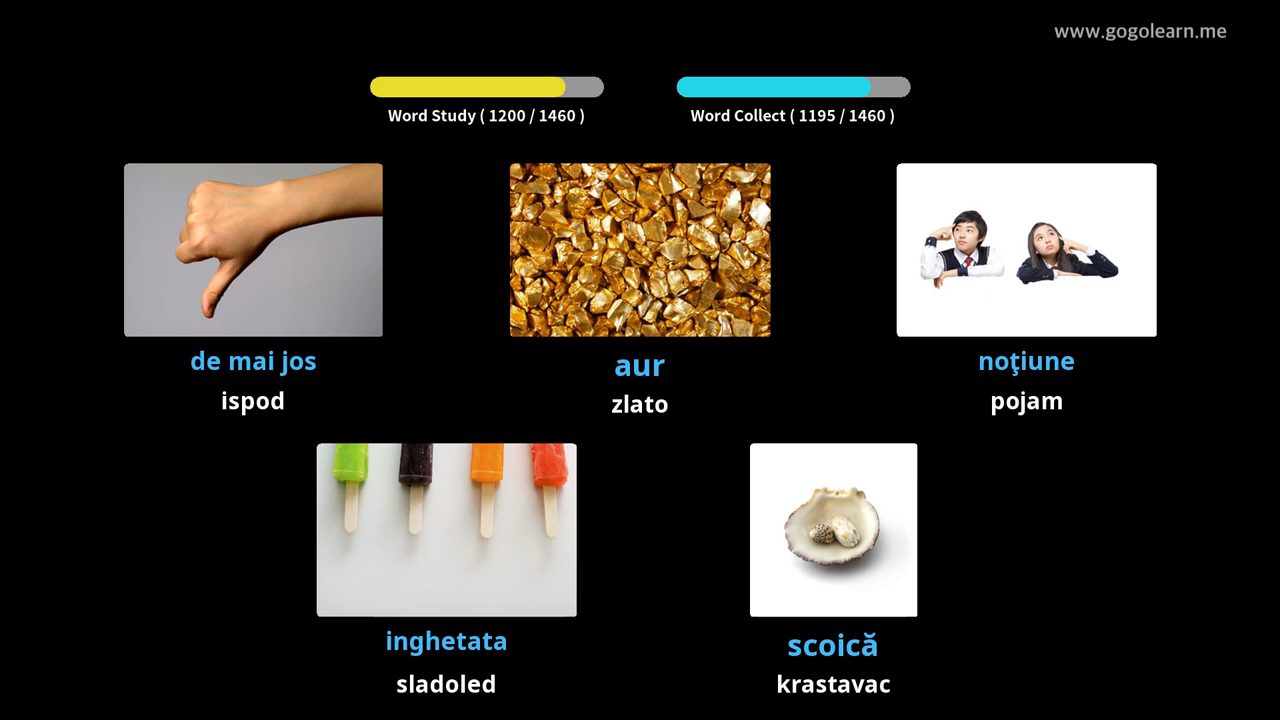 www.gogolearn.me
Word Study ( 1200 / 1460 )
Word Collect ( 1195 / 1460 )
de mai jos
ispod
aur
zlato
noţiune
pojam
inghetata
sladoled
scoică
krastavac